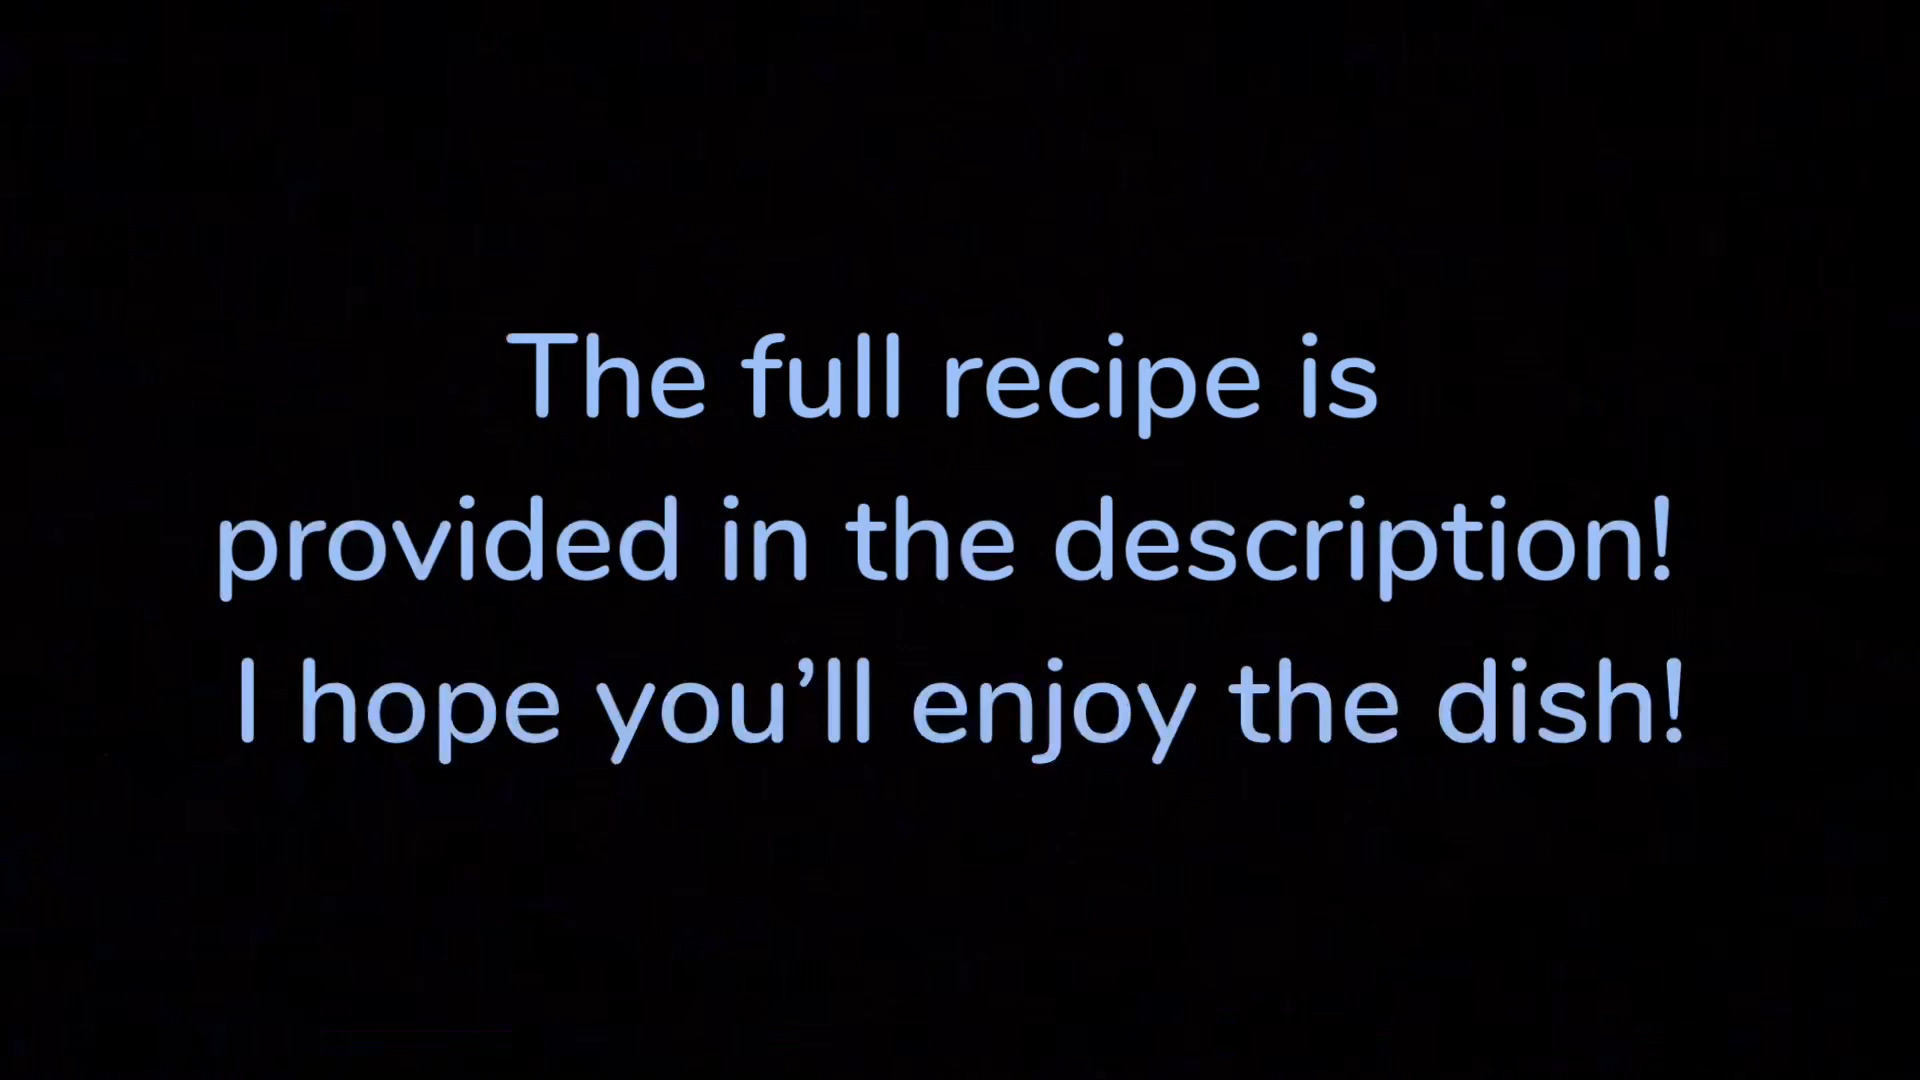 The full recipe is
provided in the description!
I hope you’ll enjoy the dish!